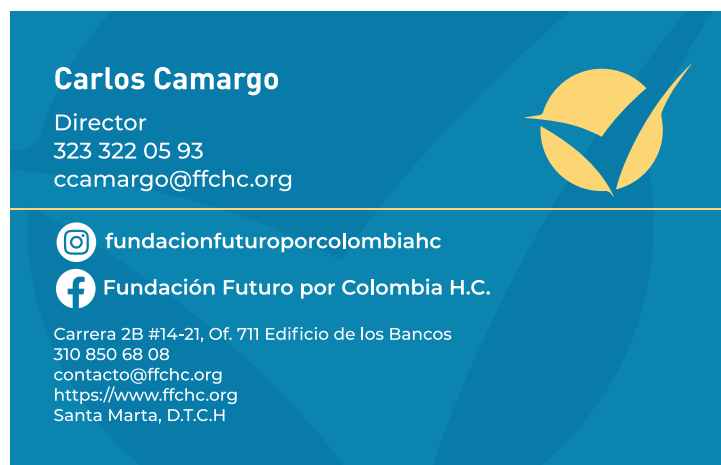 Carlos Camargo
Director
323 322 05 93
ccamargo@ffchc.org
fundacionfuturoporcolombiahc
Fundación Futuro por Colombia H.C.
Carrera 2B #14-21, Of. 711 Edificio de los Bancos
310 850 68 08
contacto@ffchc.org
https://www.ffchc.org
Santa Marta, D.T.C.H